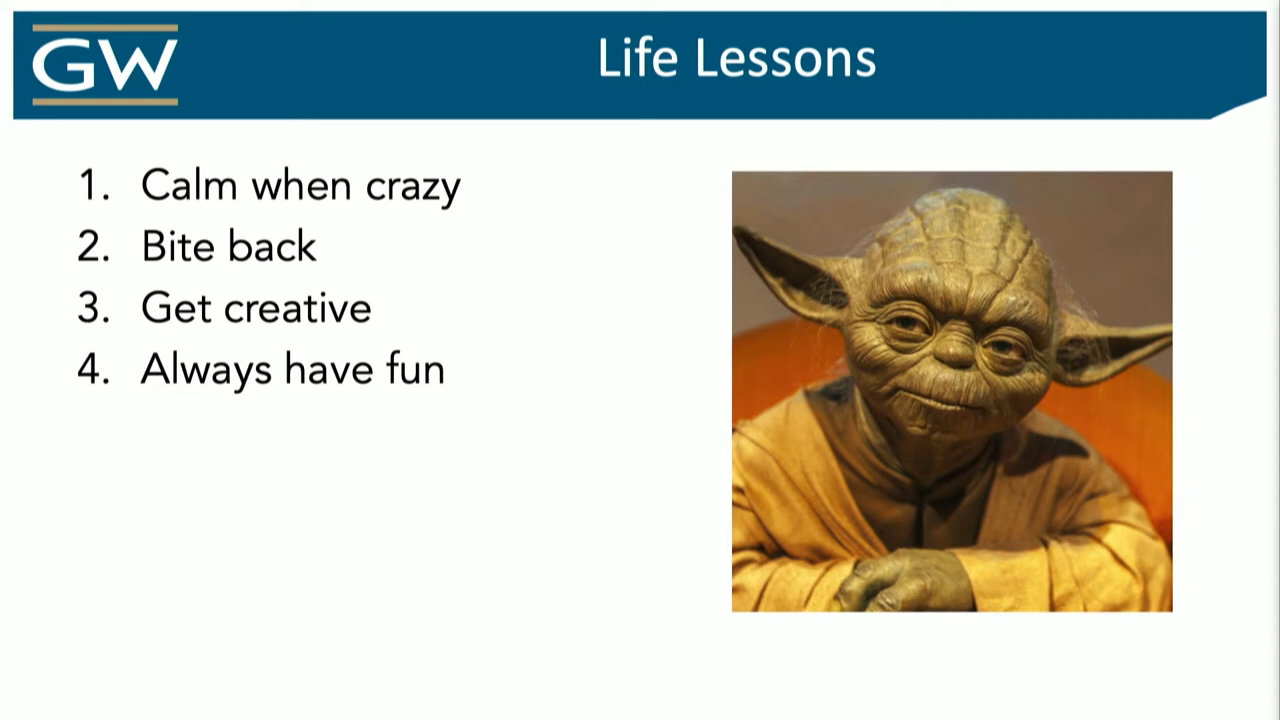 GW
Life Lessons
1. Calm when crazy
2. Bite back
3. Get creative
4. Always have fun